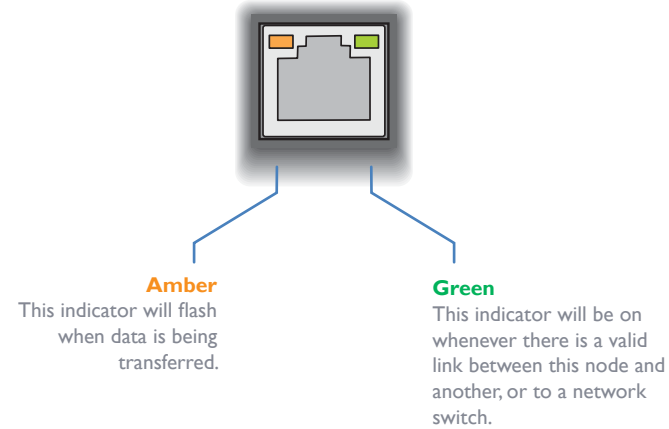 Amber
This indicator will flash
when data is being
transferred.
Green
This indicator will be on
whenever there is a valid
link between this node and
another, or to a network
switch.